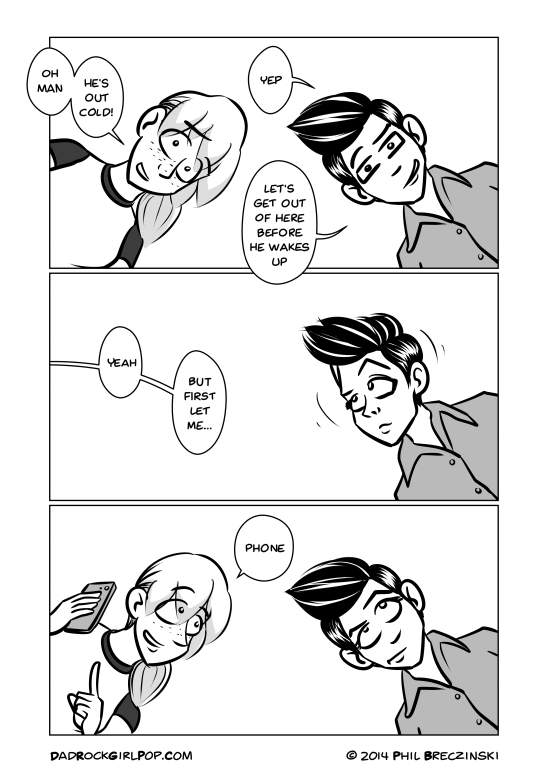 OH
MAN
HE'S
OUT
COLD!
YEP
LET'S
GET OUT
OF HERE
BEFORE
HE WAKES
UP
YEAH
BUT
FIRST
LET
ME...
PHONE
DADROCKGIRLPOP.COM
© 2014 PHIL BRECZINSKI